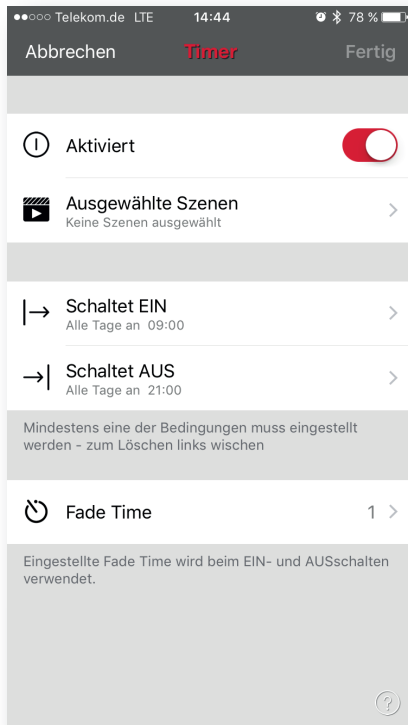 Telekom.de LTE 14:44 78 %
Abbrechen Timer Fertig
Aktiviert
Ausgewählte Szenen
Keine Szenen ausgewählt
Schaltet EIN
Alle Tage an 09:00
Schaltet AUS
Alle Tage an 21:00
Mindestens eine der Bedingungen muss eingestellt
werden - zum Löschen links wischen
Fade Time 1
Eingestellte Fade Time wird beim EIN- und AUSschalten
verwendet.
?